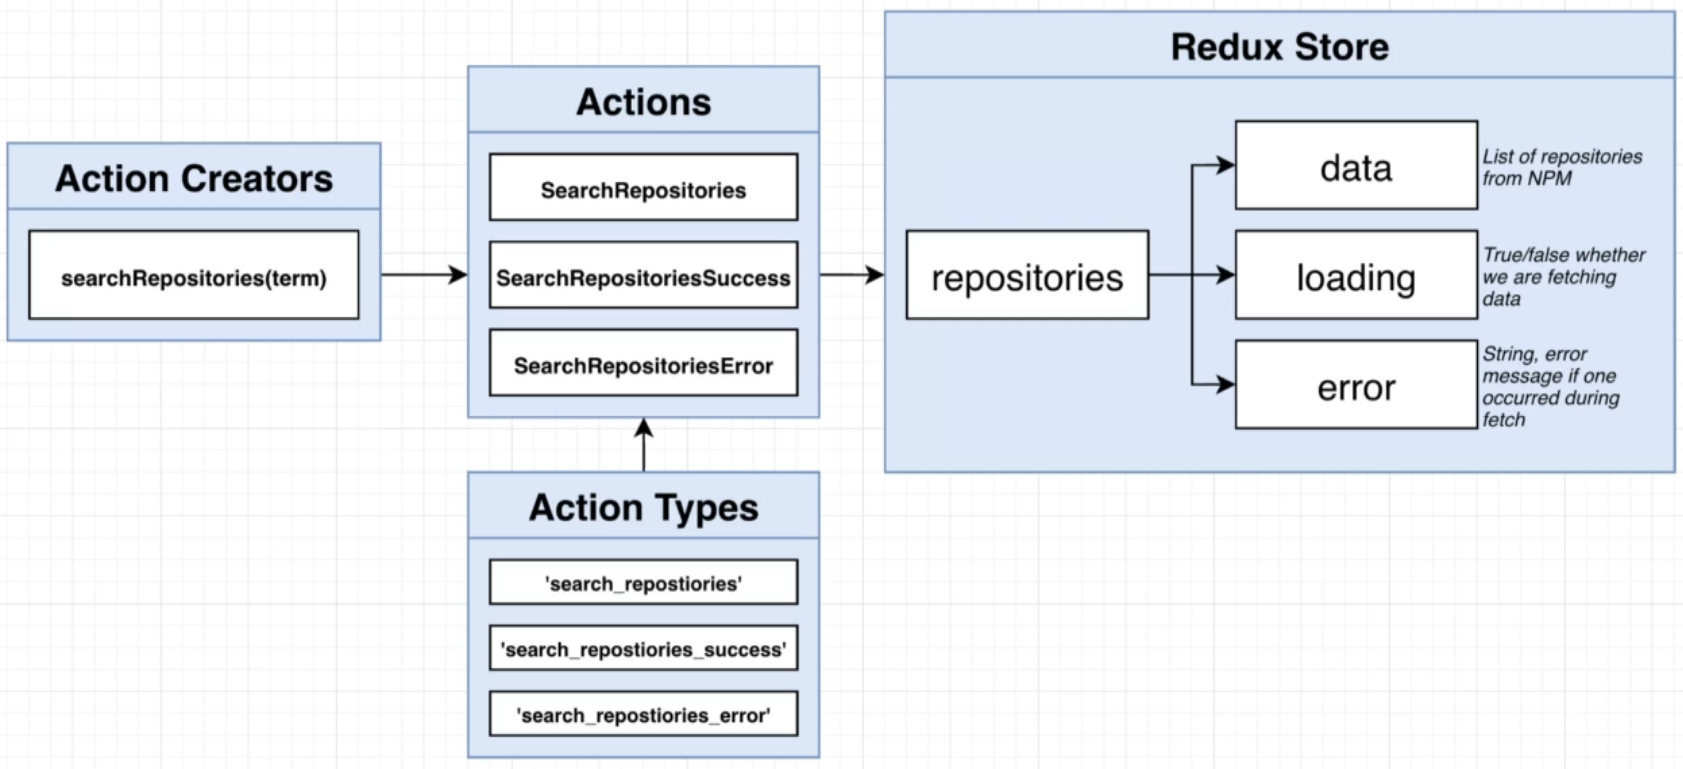 Action Creators
searchRepositories(term)
Actions
SearchRepositories
SearchRepositoriesSuccess
SearchRepositoriesError
Action Types
'search_repostiories'
'search_repostiories_success'
'search_repostiories_error'
Redux Store
repositories
data
List of repositories
from NPM
loading
True/false whether
we are fetching
data
error
String, error
message if one
occurred during
fetch